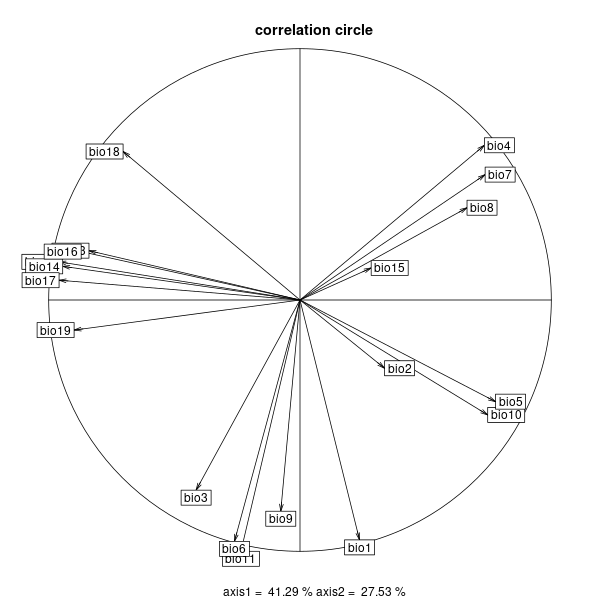 correlation circle
bio4
bio18
bio7
bio8
bio16
bio14
bio15
bio17
bio19
bio2
bio5
bio10
bio3
bio9
bio6
bio1
bio11
axis1 = 41.29 % axis2 = 27.53 %